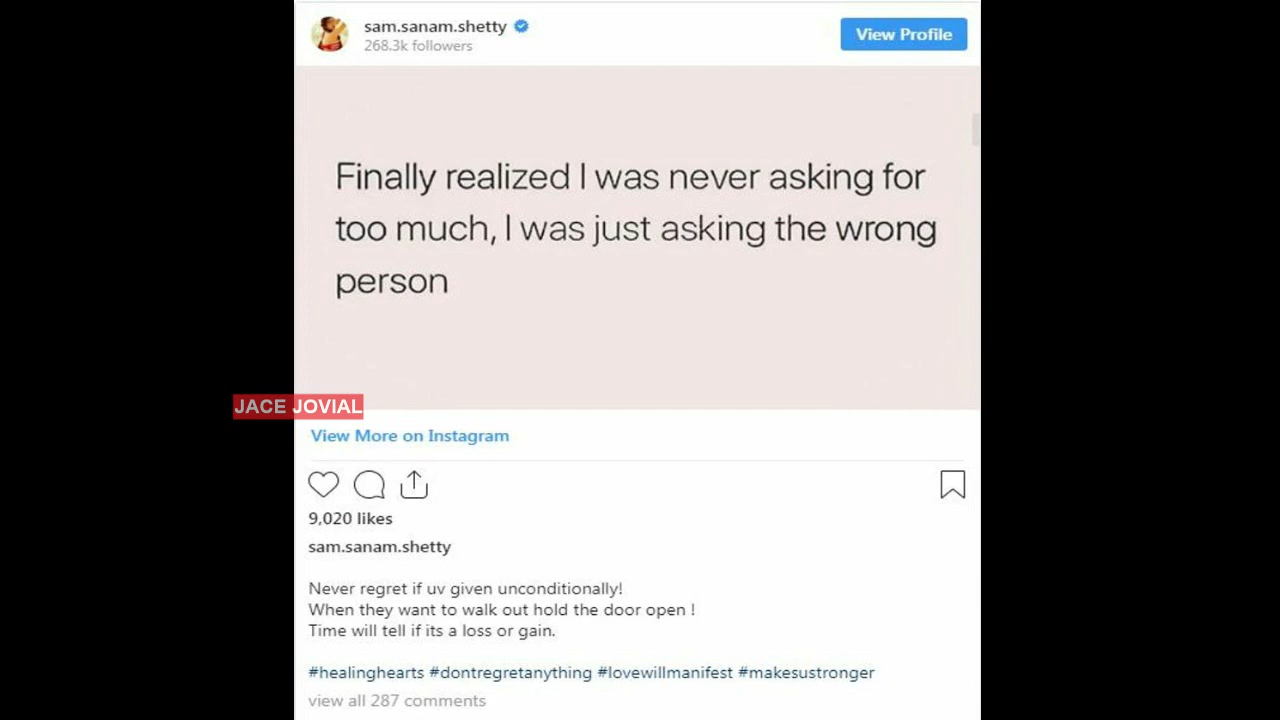 sam.sanam.shetty
268.3k followers
View Profile
Finally realized I was never asking for
too much, I was just asking the wrong
person
JACE JOVIAL
View More on Instagram
9,020 likes
sam.sanam.shetty
Never regret if uv given unconditionally!
When they want to walk out hold the door open !
Time will tell if its a loss or gain.
#healinghearts #dontregretanything #lovewillmanifest #makesustronger
view all 287 comments